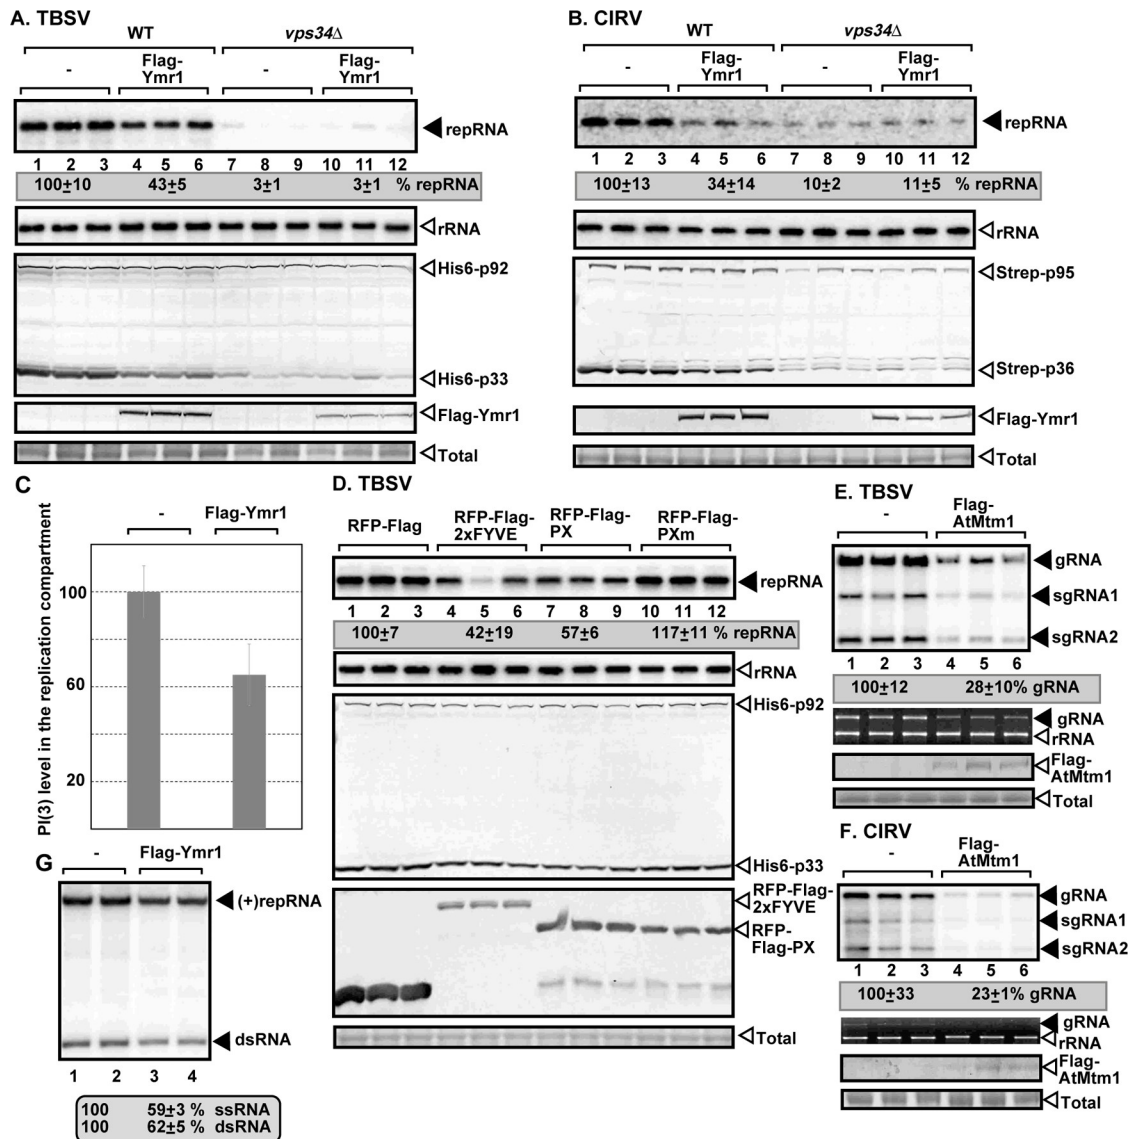 A. TBSV
WT vps34Δ
- Flag-Ymr1 - Flag-Ymr1
repRNA
1 2 3 4 5 6 7 8 9 10 11 12
100±10 43±5 3±1 3±1 % repRNA
rRNA
His6-p92
His6-p33
Flag-Ymr1
Total
B. CIRV
WT vps34Δ
- Flag-Ymr1 - Flag-Ymr1
repRNA
1 2 3 4 5 6 7 8 9 10 11 12
100±13 34±14 10±2 11±5 % repRNA
rRNA
Strep-p95
Strep-p36
Flag-Ymr1
Total
C
- Flag-Ymr1
PI(3) level in the replication compartment
100
60
20
D. TBSV
RFP-Flag RFP-Flag-2xFYVE RFP-Flag-PX RFP-Flag-PXm
repRNA
1 2 3 4 5 6 7 8 9 10 11 12
100±7 42±19 57±6 117±11 % repRNA
rRNA
His6-p92
His6-p33
RFP-Flag-
2xFYVE
RFP-
Flag-PX
Total
E. TBSV
- Flag-AtMtm1
gRNA
sgRNA1
sgRNA2
1 2 3 4 5 6
100±12 28±10% gRNA
gRNA
rRNA
Flag-
AtMtm1
Total
F. CIRV
- Flag-AtMtm1
gRNA
sgRNA1
sgRNA2
1 2 3 4 5 6
100±33 23±1% gRNA
gRNA
rRNA
Flag-
AtMtm1
Total
G
- Flag-Ymr1
(+)repRNA
dsRNA
1 2 3 4
100 59±3 % ssRNA
100 62±5 % dsRNA